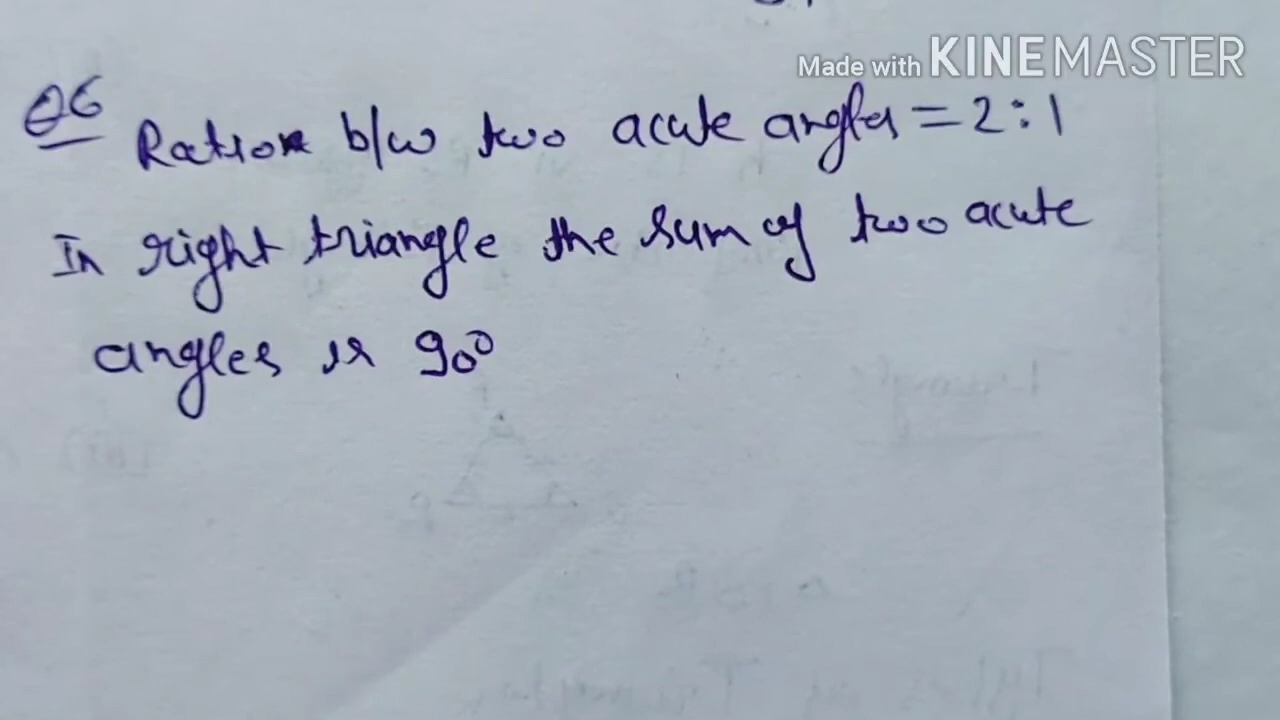 Made with KINEMASTER
Q6
Ratio b/w two acute angles = 2:1
In right triangle the sum of two acute
angles is 90°